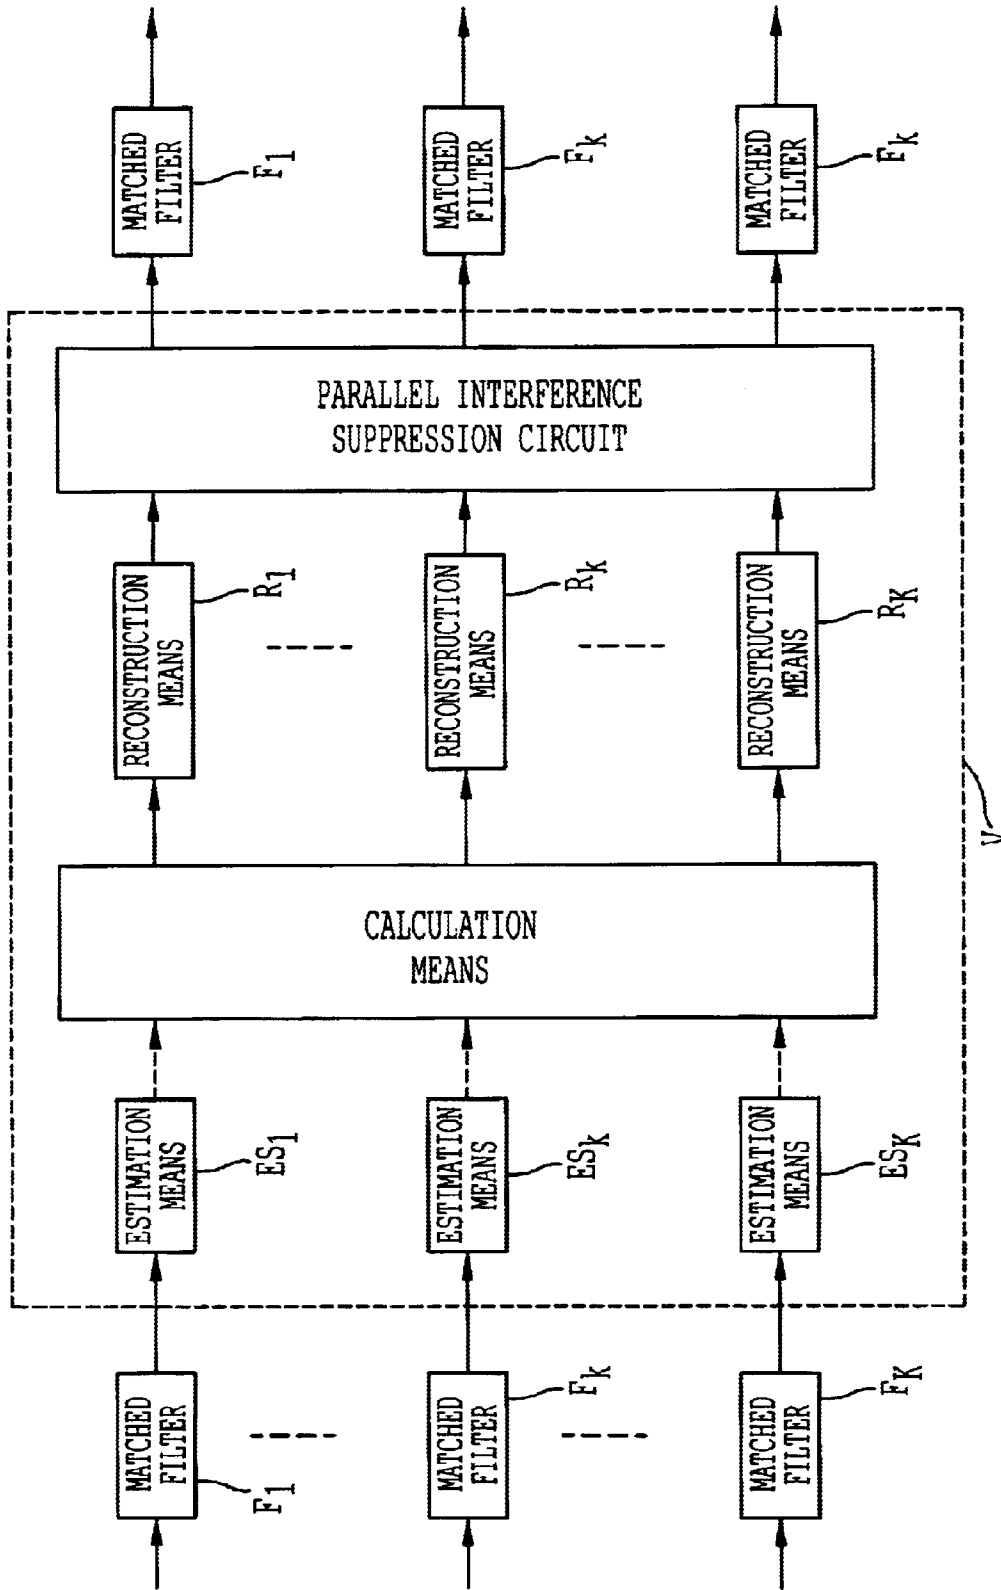 MATCHED
FILTER
F1
MATCHED
FILTER
Fk
MATCHED
FILTER
Fk
PARALLEL INTERFERENCE
SUPPRESSION CIRCUIT
RECONSTRUCTION
MEANS
R1
RECONSTRUCTION
MEANS
Rk
RECONSTRUCTION
MEANS
RK
CALCULATION
MEANS
ESTIMATION
MEANS
ES1
ESTIMATION
MEANS
ESk
ESTIMATION
MEANS
ESK
V
MATCHED
FILTER
F1
MATCHED
FILTER
Fk
MATCHED
FILTER
FK